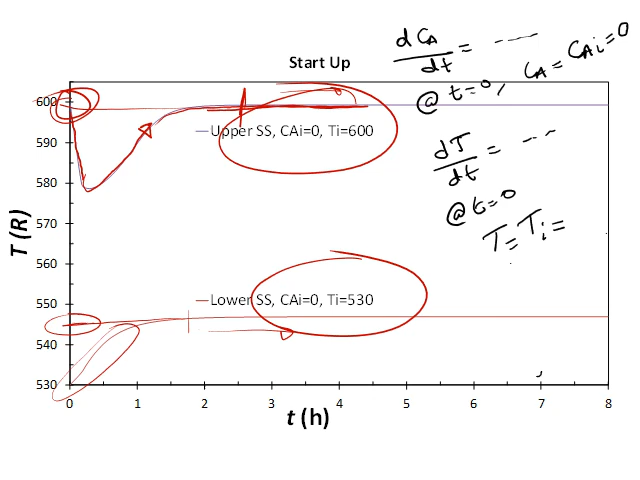 Start Up
dCA/dt = ---
@ t=0, CA = CAi=0
dT/dt = ---
@ t=0
T=Ti=
T (R)
600
590
580
570
560
550
540
530
Upper SS, CAi=0, Ti=600
Lower SS, CAi=0, Ti=530
0 1 2 3 4 5 6 7 8
t (h)